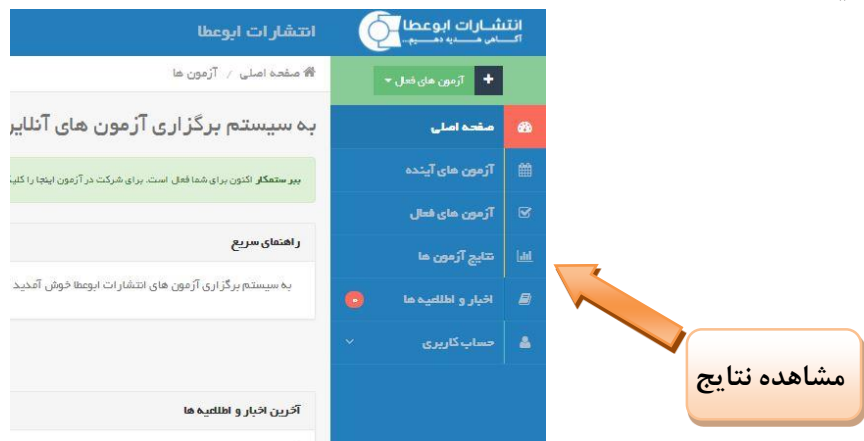 انتشارات ابوعطا
آگاهی هدیه دهیم...
انتشارات ابوعطا
آزمون های فعال
صفحه اصلی / آزمون ها
صفحه اصلی
به سیستم برگزاری آزمون های آنلاین
آزمون های آینده
اکنون برای شما فعل است. برای شرکت در آزمون اینجا را کلیک
آزمون های فعال
نتایج آزمون ها
راهنمای سریع
اخبار و اطلاعیه ها
به سیستم برگزاری آزمون های انتشارات ابوعطا خوش آمدید
حساب کاربری
مشاهده نتایج
آخرین اخبار و اطلاعیه ها